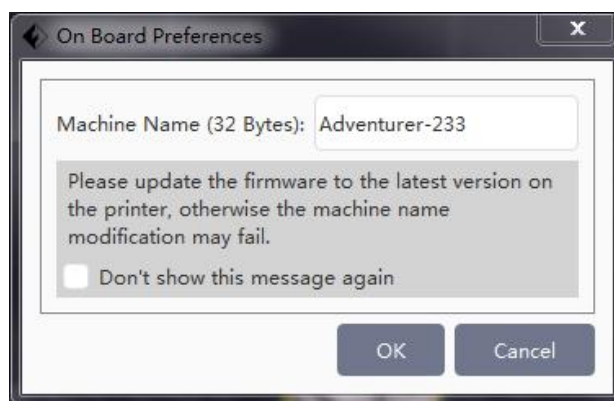 On Board Preferences
x
Machine Name (32 Bytes): Adventurer-233
Please update the firmware to the latest version on
the printer, otherwise the machine name
modification may fail.
Don't show this message again
OK Cancel